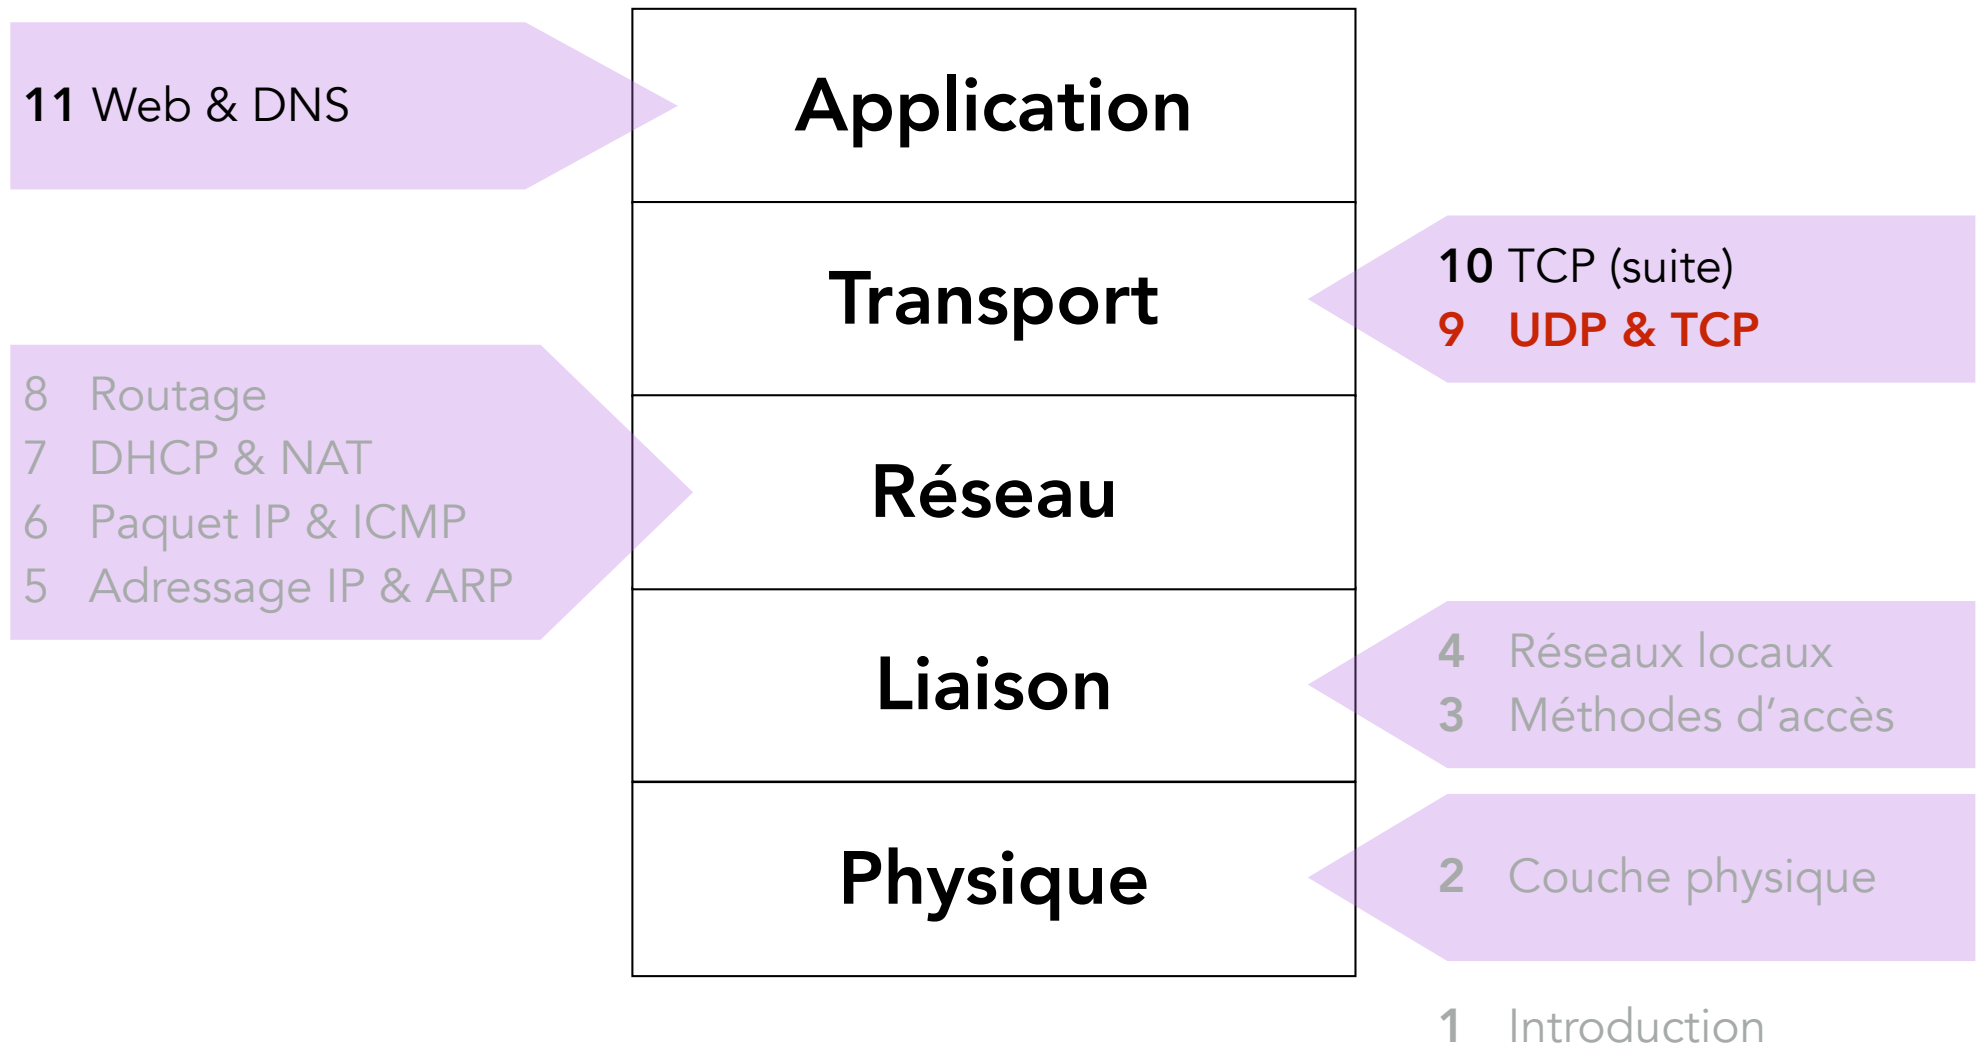 11 Web & DNS
Application
Transport
10 TCP (suite)
9 UDP & TCP
8 Routage
7 DHCP & NAT
6 Paquet IP & ICMP
5 Adressage IP & ARP
Réseau
Liaison
4 Réseaux locaux
3 Méthodes d’accès
Physique
2 Couche physique
1 Introduction